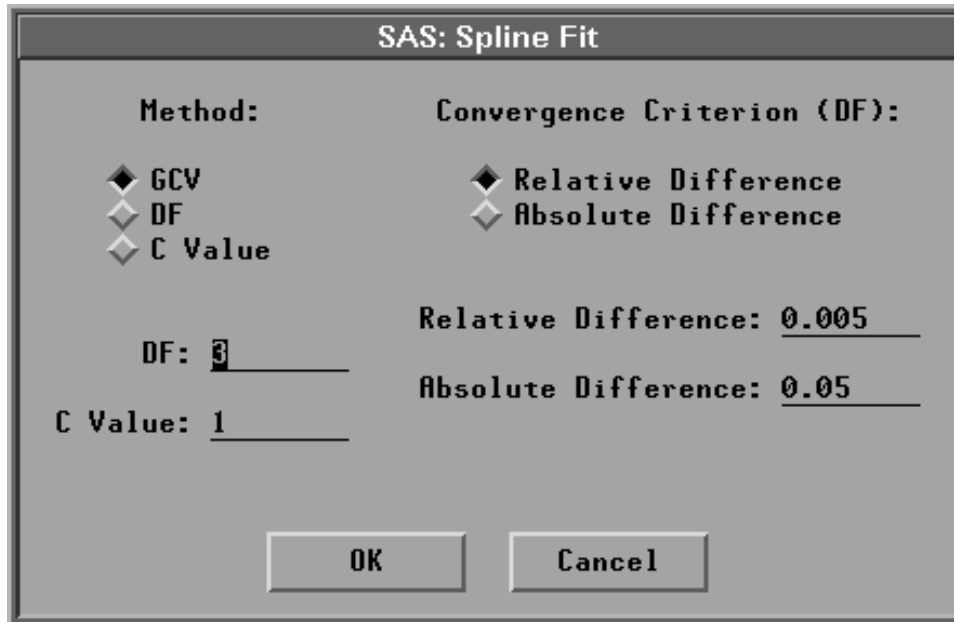 SAS: Spline Fit
Method:
GCV
DF
C Value
DF: 3
C Value: 1
Convergence Criterion (DF):
Relative Difference
Absolute Difference
Relative Difference: 0.005
Absolute Difference: 0.05
OK
Cancel